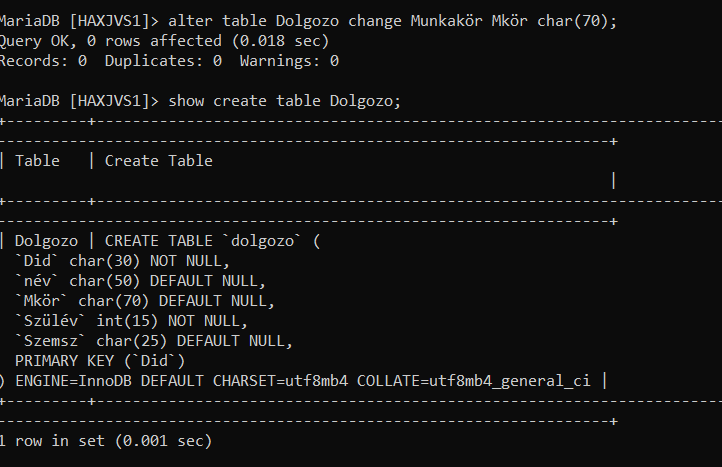 MariaDB [HAXJVS1]> alter table Dolgozo change Munkakör Mkör char(70);
Query OK, 0 rows affected (0.018 sec)
Records: 0  Duplicates: 0  Warnings: 0
MariaDB [HAXJVS1]> show create table Dolgozo;
+---------+----------------------------------------------------------------------
--------------------------------------------------------------------+
| Table   | Create Table
|
+---------+----------------------------------------------------------------------
--------------------------------------------------------------------+
| Dolgozo | CREATE TABLE `dolgozo` (
  `Did` char(30) NOT NULL,
  `név` char(50) DEFAULT NULL,
  `Mkör` char(70) DEFAULT NULL,
  `Szülév` int(15) NOT NULL,
  `Szemsz` char(25) DEFAULT NULL,
  PRIMARY KEY (`Did`)
) ENGINE=InnoDB DEFAULT CHARSET=utf8mb4 COLLATE=utf8mb4_general_ci |
+---------+----------------------------------------------------------------------
--------------------------------------------------------------------+
1 row in set (0.001 sec)